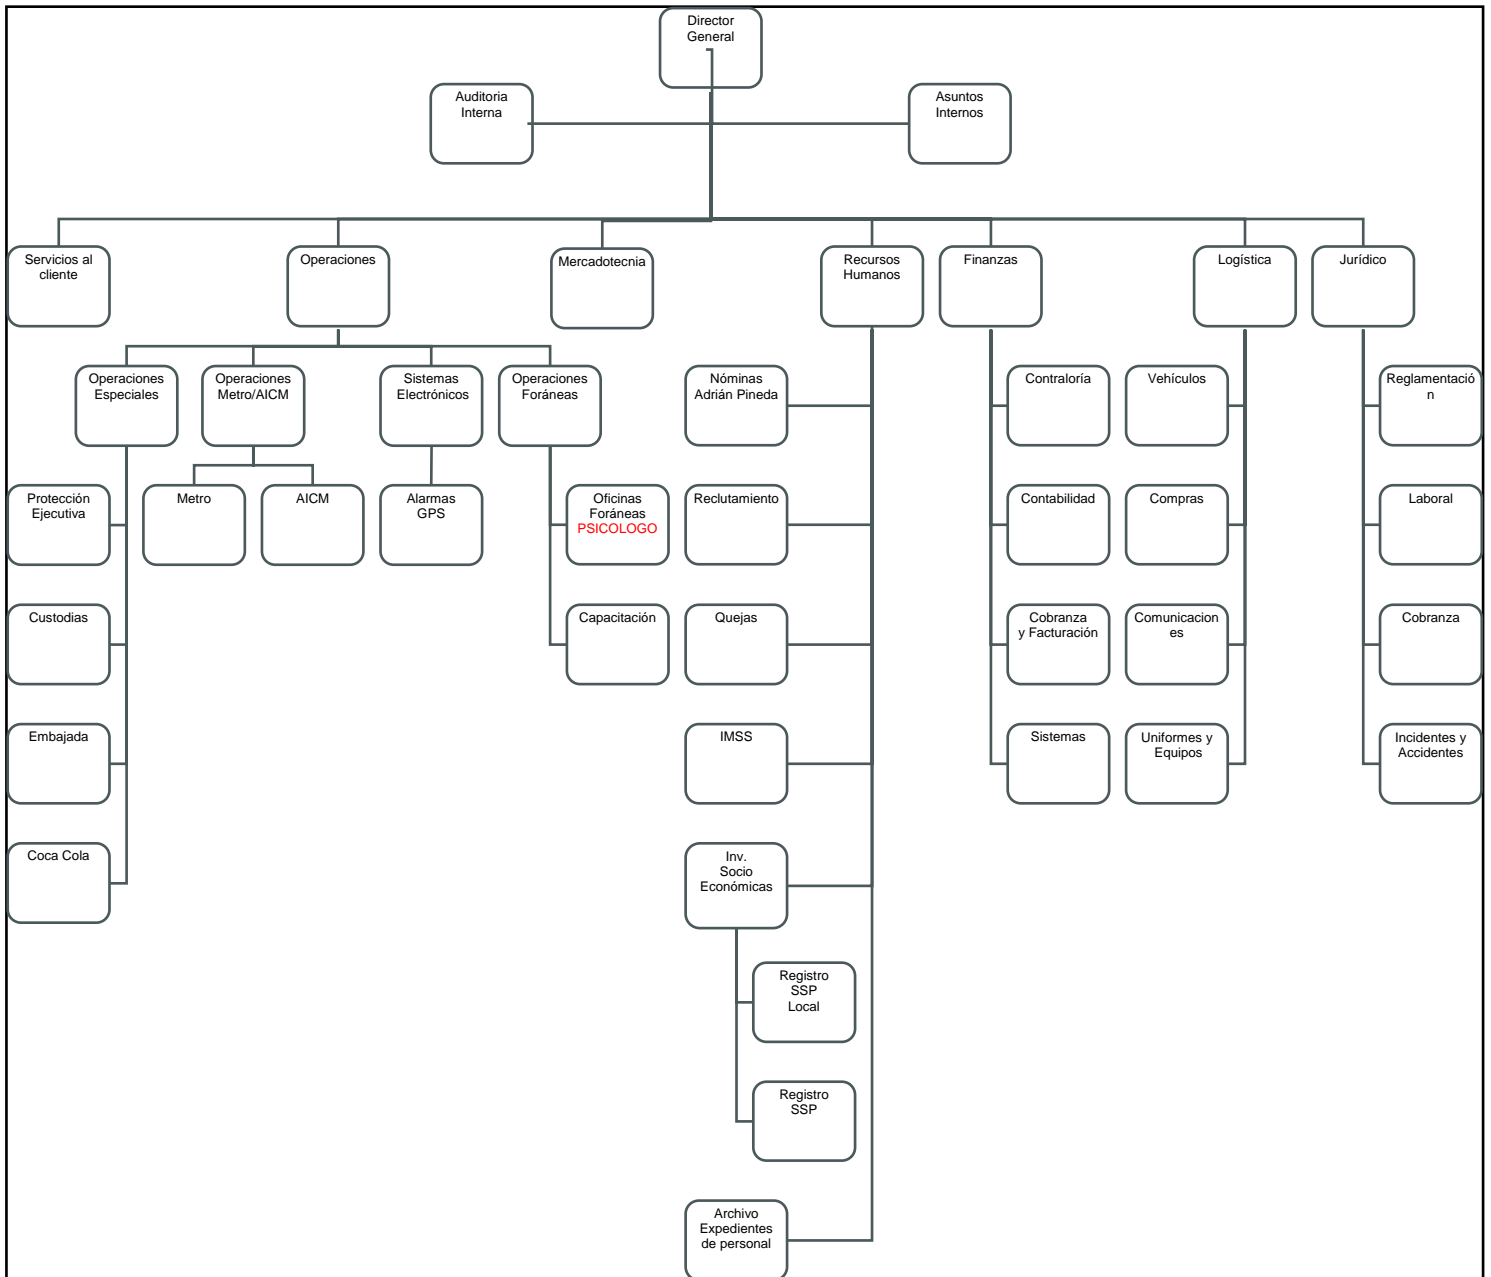 Director
General
Auditoria
Interna
Asuntos
Internos
Servicios al
cliente
Operaciones
Mercadotecnia
Recursos
Humanos
Finanzas
Logística
Jurídico
Operaciones
Especiales
Operaciones
Metro/AICM
Sistemas
Electrónicos
Operaciones
Foráneas
Nóminas
Adrián Pineda
Contraloría
Vehículos
Reglamentació
n
Protección
Ejecutiva
Metro
AICM
Alarmas
GPS
Oficinas
Foráneas
PSICOLOGO
Reclutamiento
Contabilidad
Compras
Laboral
Custodias
Capacitación
Quejas
Cobranza
y Facturación
Comunicacion
es
Cobranza
Embajada
IMSS
Sistemas
Uniformes y
Equipos
Incidentes y
Accidentes
Coca Cola
Inv.
Socio
Económicas
Registro
SSP
Local
Registro
SSP
Archivo
Expedientes
de personal